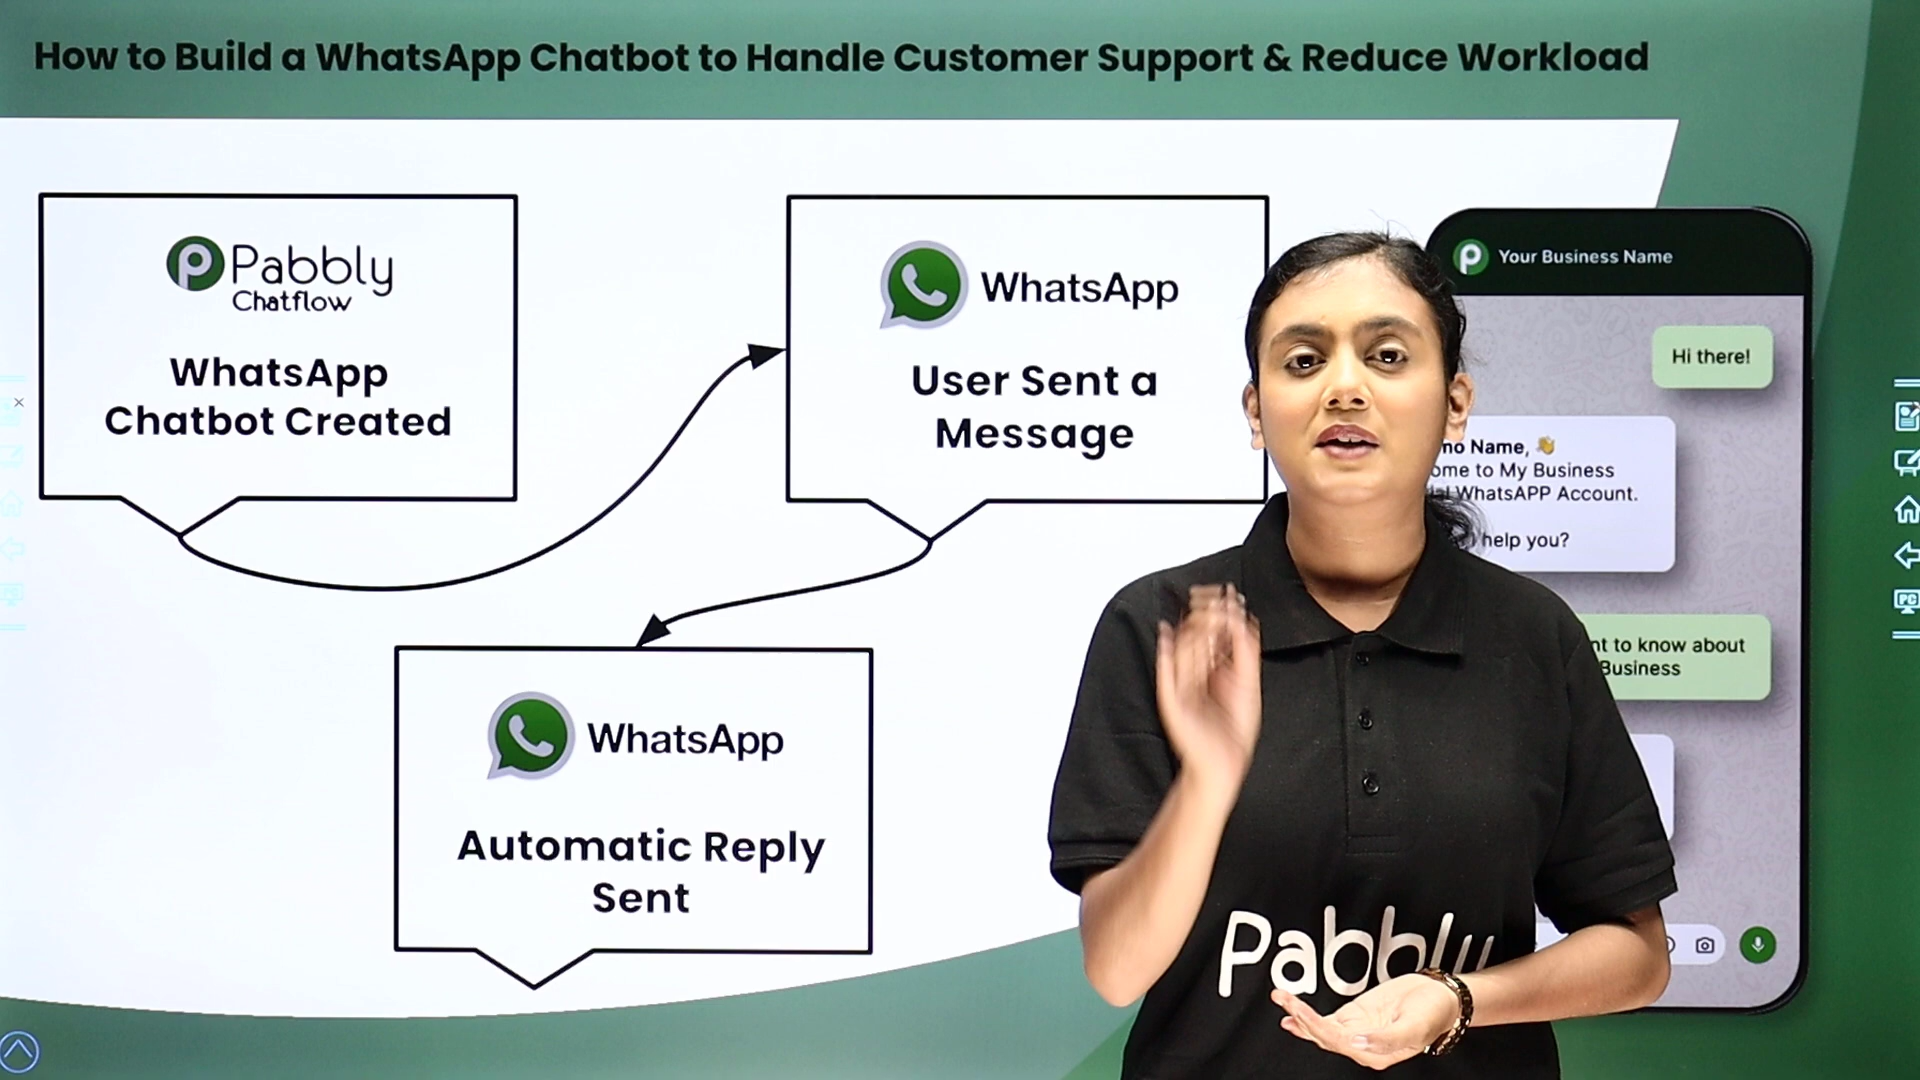 How to Build a WhatsApp Chatbot to Handle Customer Support & Reduce Workload
Pabbly
Chatflow
WhatsApp
Chatbot Created
WhatsApp
User Sent a
Message
WhatsApp
Automatic Reply
Sent
Your Business Name
Hi there!
Name, 👋
to My Business
WhatsAPP Account.
help you?
to know about
Business
Pabbly
PC